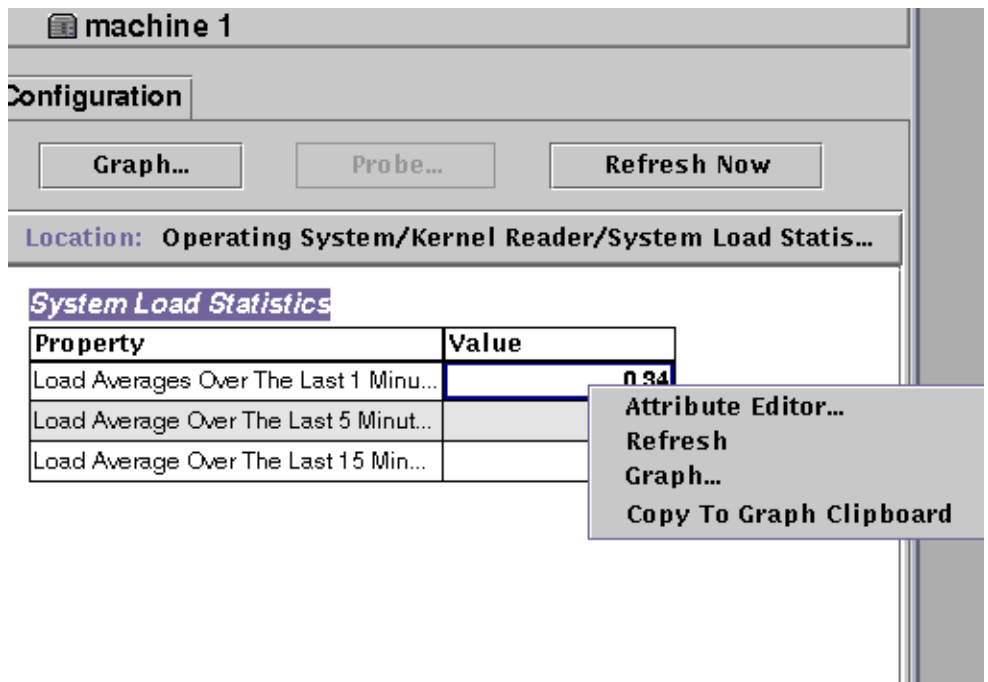 machine 1
Configuration
Graph... Probe... Refresh Now
Location: Operating System/Kernel Reader/System Load Statis...
System Load Statistics
Property Value
Load Averages Over The Last 1 Minu... 0.34
Load Average Over The Last 5 Minut...
Load Average Over The Last 15 Min...
Attribute Editor...
Refresh
Graph...
Copy To Graph Clipboard